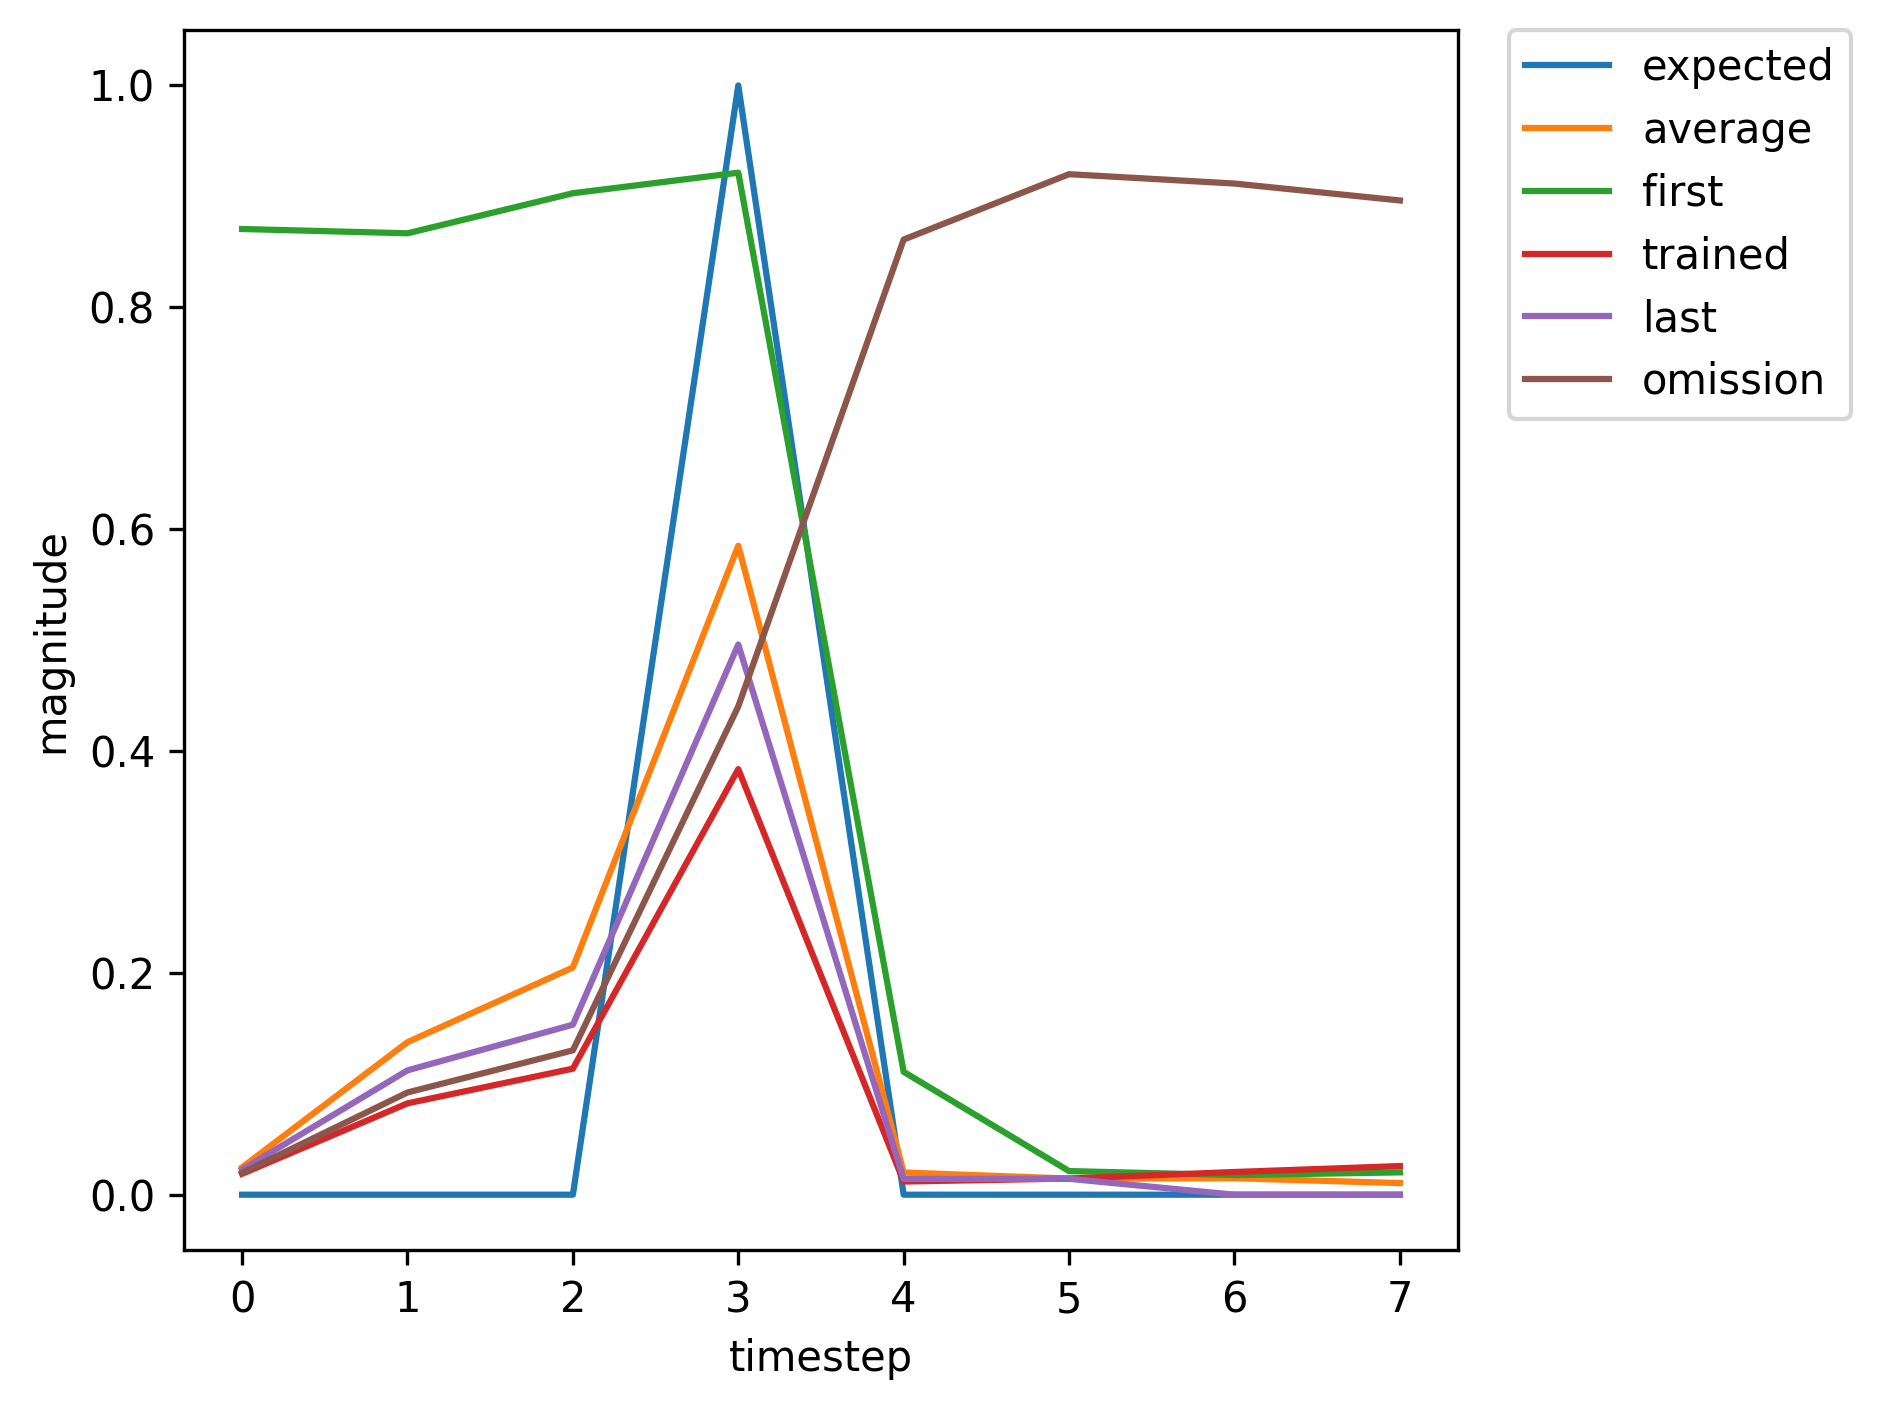 1.0
0.8
0.6
0.4
0.2
0.0
magnitude
0 1 2 3 4 5 6 7
timestep
expected
average
first
trained
last
omission